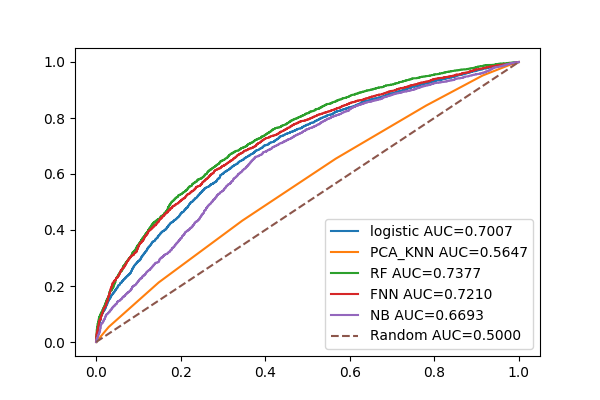 1.0
0.8
0.6
0.4
0.2
0.0
logistic AUC=0.7007
PCA_KNN AUC=0.5647
RF AUC=0.7377
FNN AUC=0.7210
NB AUC=0.6693
Random AUC=0.5000
0.0 0.2 0.4 0.6 0.8 1.0